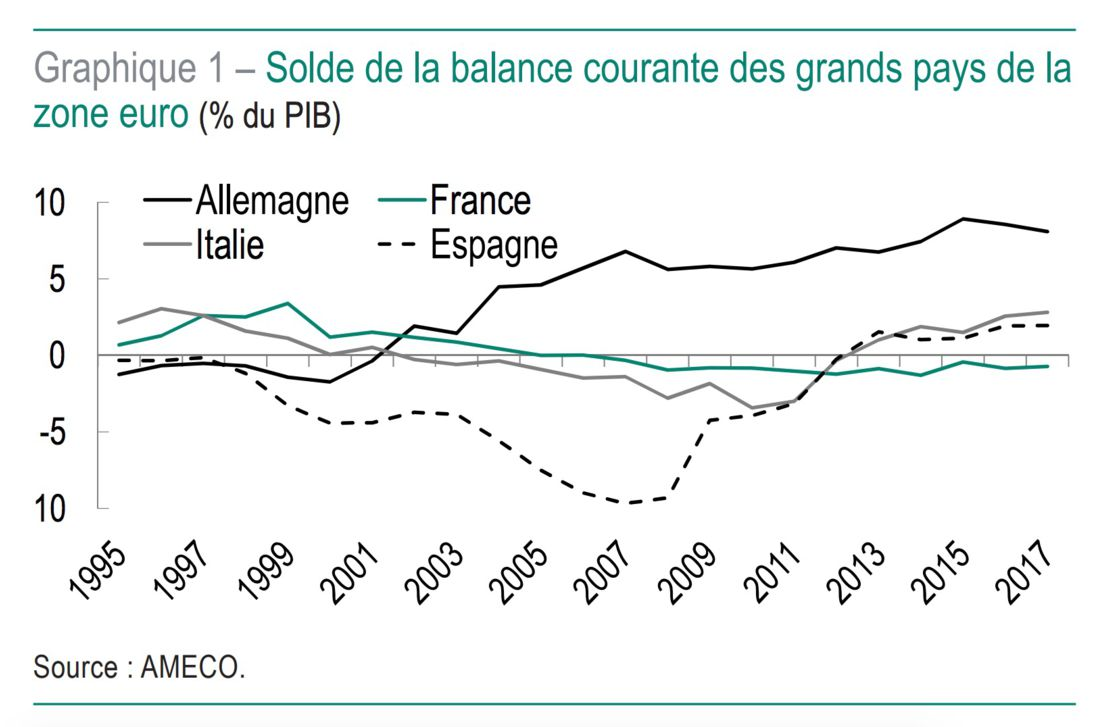 Graphique 1 – Solde de la balance courante des grands pays de la
zone euro (% du PIB)
Allemagne France
Italie Espagne
10
5
0
-5
10
1995 1997 1999 2001 2003 2005 2007 2009 2011 2013 2015 2017
Source : AMECO.